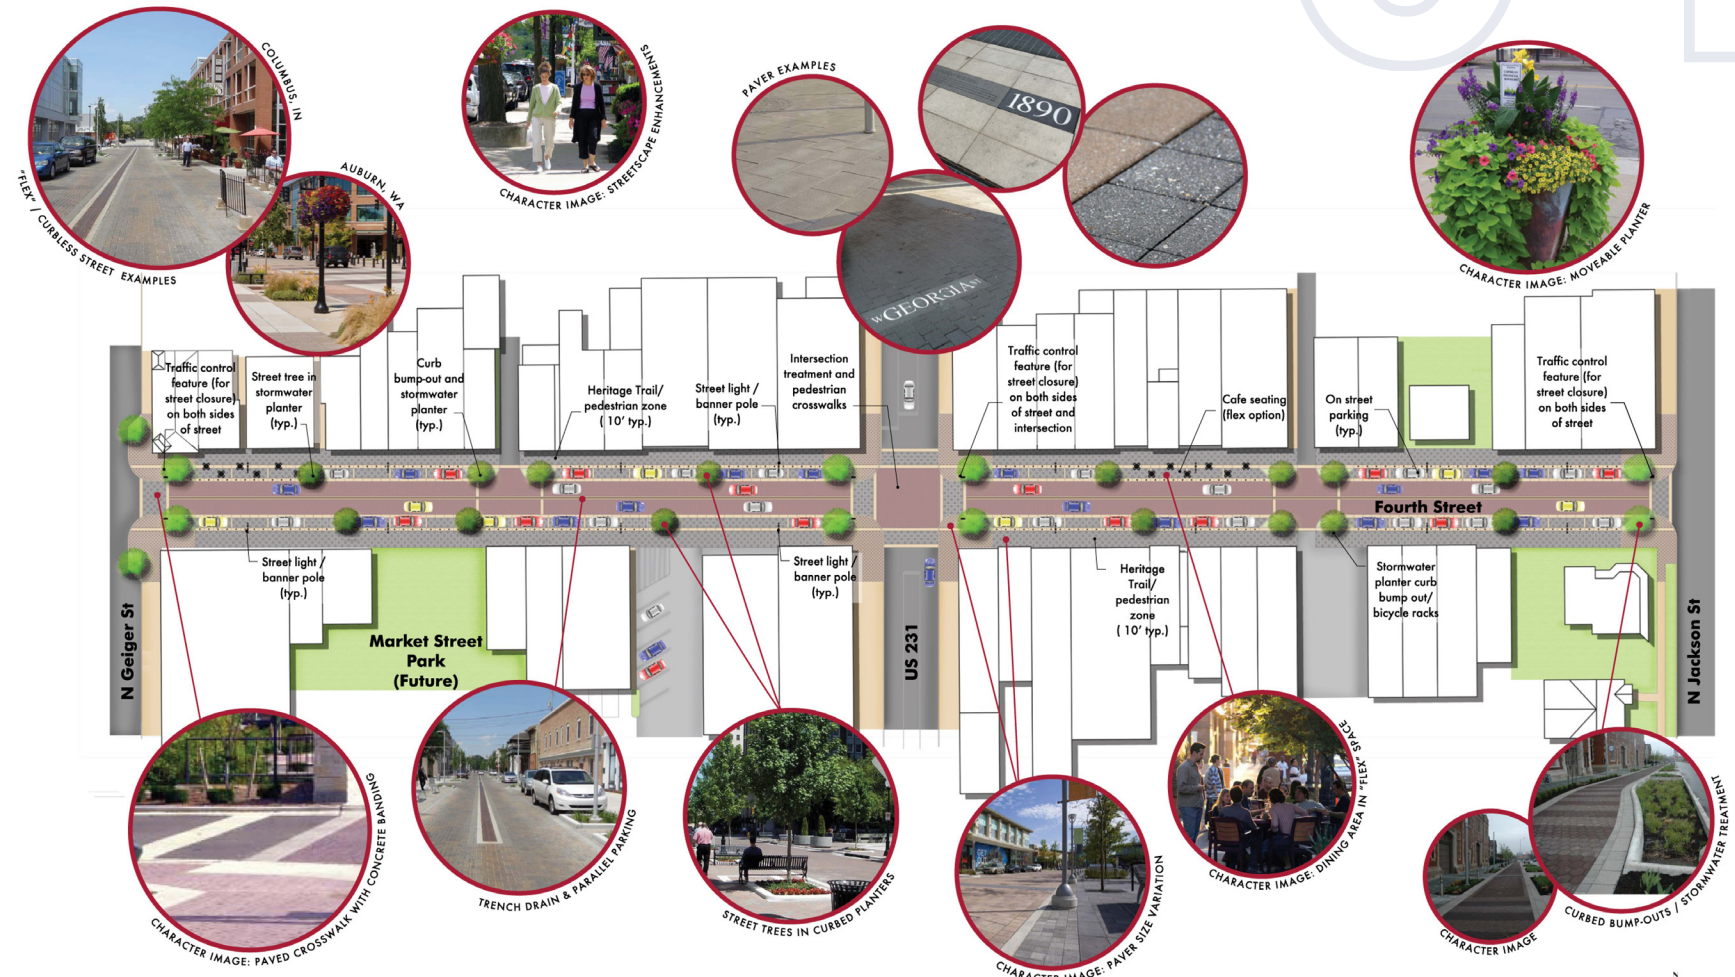 COLUMBUS, IN
"FLEX" / CURBLESS STREET EXAMPLES
AUBURN, WA
CHARACTER IMAGE: STREETSCAPE ENHANCEMENTS
PAVER EXAMPLES
1890
W GEORGIA ST
CHARACTER IMAGE: MOVEABLE PLANTER
Traffic control
feature (for
street closure)
on both sides
of street
Street tree in
stormwater
planter
(typ.)
Curb
bump-out and
stormwater
planter
(typ.)
Heritage Trail/
pedestrian zone
( 10' typ.)
Street light /
banner pole
(typ.)
Intersection
treatment and
pedestrian
crosswalks
Traffic control
feature (for
street closure)
on both sides
of street and
intersection
Cafe seating
(flex option)
On street
parking
(typ.)
Traffic control
feature (for
street closure)
on both sides
of street
Fourth Street
Street light /
banner pole
(typ.)
Street light /
banner pole
(typ.)
Heritage
Trail/
pedestrian
zone
( 10' typ.)
Stormwater
planter curb
bump out/
bicycle racks
N Geiger St
Market Street
Park
(Future)
US 231
N Jackson St
CHARACTER IMAGE: PAVED CROSSWALK WITH CONCRETE BANDING
TRENCH DRAIN & PARALLEL PARKING
STREET TREES IN CURBED PLANTERS
CHARACTER IMAGE: PAVER SIZE VARIATION
CHARACTER IMAGE: DINING AREA IN "FLEX" SPACE
CHARACTER IMAGE
CURBED BUMP-OUTS / STORMWATER TREATMENT